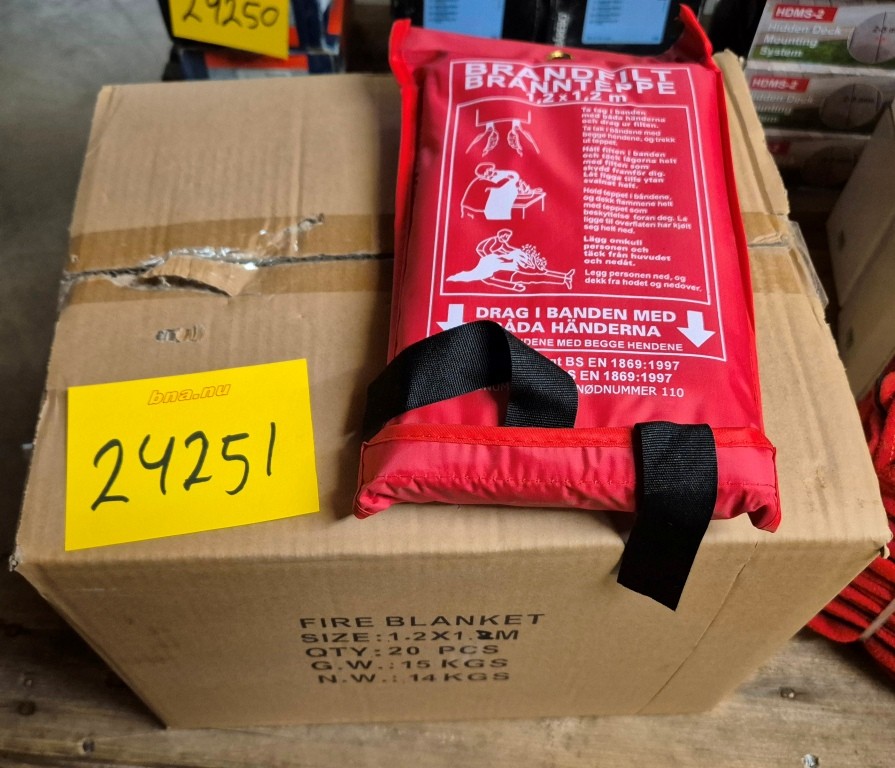 24250
HDMS-2
Hidden Deck
Mounting
System
HDMS-2
Hidden Deck
BRANDFILT
BRANNTEPPE
1,2 x 1,2 m
Ta tag i banden
med båda händerna
och drag ur filten.
Ta tak i båndene med
begge hendene, og trekk
ut teppet.
Håll filten i banden
och täck lågorna helt
med filten som
skydd framför dig.
Låt ligga tills ytan
svalnat helt.
Hold teppet i båndene,
og dekk flammene helt
med teppet som
beskyttelse foran deg. La
ligge til overflaten har kjølt
seg helt ned.
Lägg omkull
personen och
täck från huvudet
och nedåt.
Legg personen ned, og
dekk fra hodet og nedover.
DRAG I BANDEN MED
BÅDA HÄNDERNA
MED BEGGE HENDENE
BS EN 1869:1997
EN 1869:1997
NØDNUMMER 110
bna.nu
24251
FIRE BLANKET
SIZE:1.2X1.2M
QTY:20 PCS
G.W.:15 KGS
N.W.:14 KGS